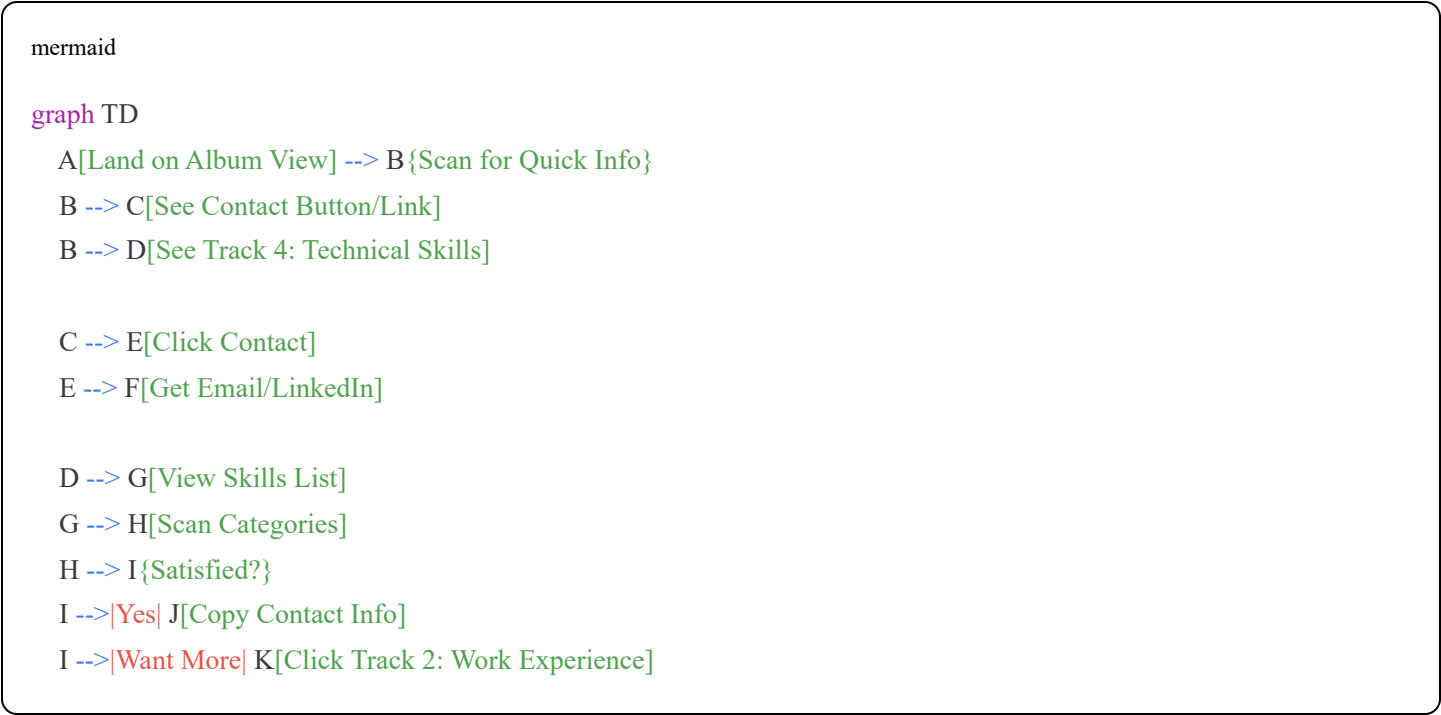 mermaid
graph TD
A[Land on Album View] --> B{Scan for Quick Info}
B --> C[See Contact Button/Link]
B --> D[See Track 4: Technical Skills]
C --> E[Click Contact]
E --> F[Get Email/LinkedIn]
D --> G[View Skills List]
G --> H[Scan Categories]
H --> I{Satisfied?}
I -->|Yes| J[Copy Contact Info]
I -->|Want More| K[Click Track 2: Work Experience]